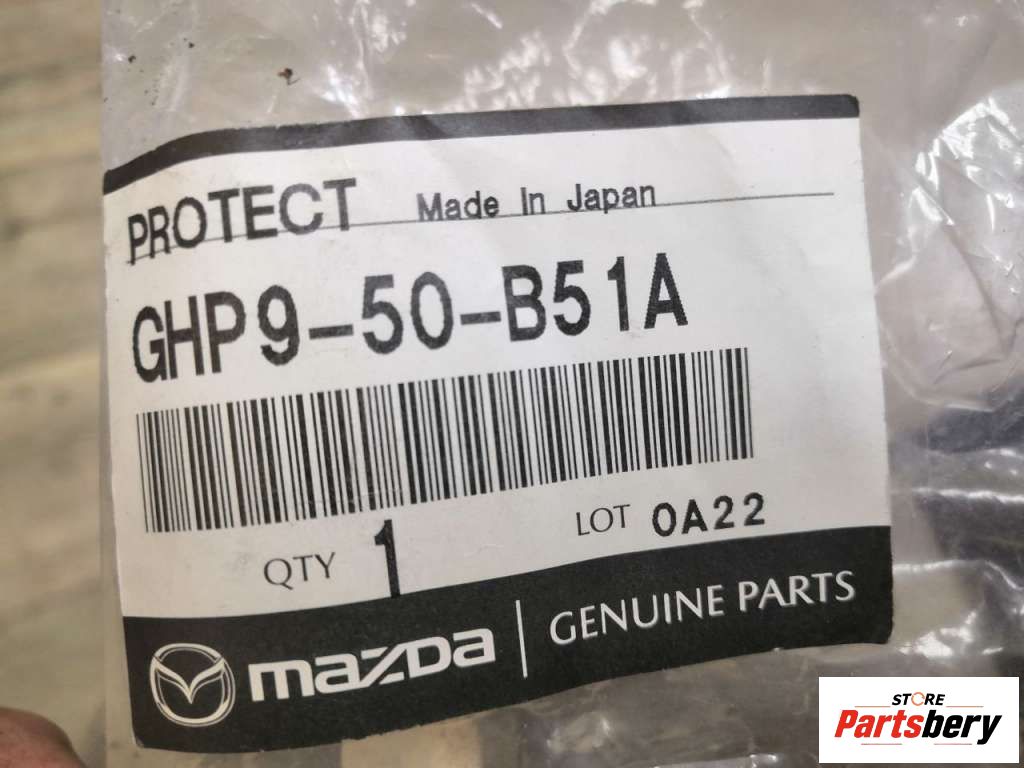 PROTECT Made In Japan
GHP9-50-B51A
QTY 1 LOT 0A22
mazda GENUINE PARTS
STORE
Partsbery